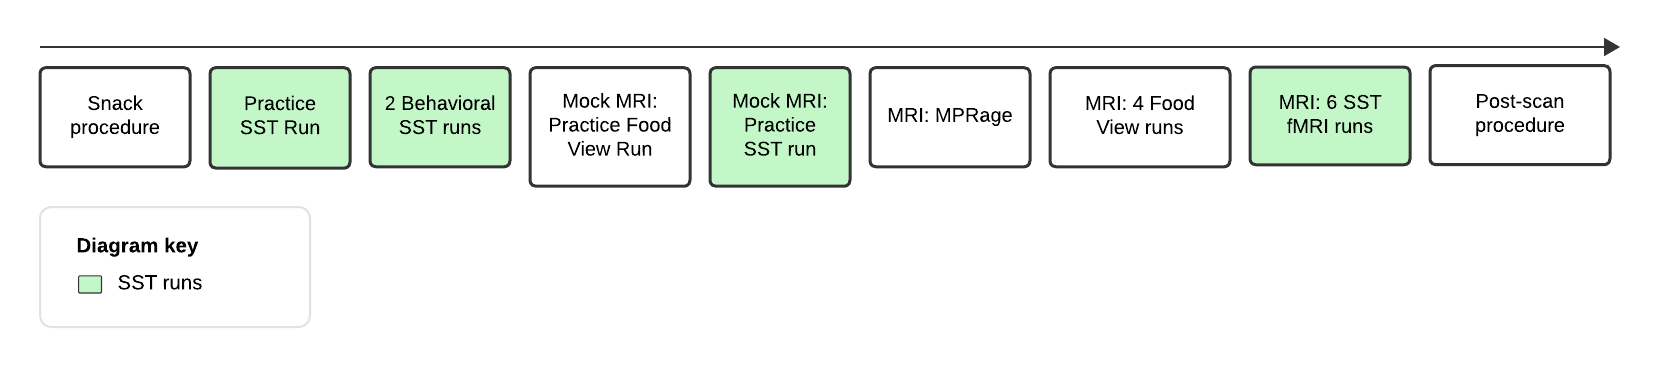 Snack
procedure
Practice
SST Run
2 Behavioral
SST runs
Mock MRI:
Practice Food
View Run
Mock MRI:
Practice
SST run
MRI: MPRage
MRI: 4 Food
View runs
MRI: 6 SST
fMRI runs
Post-scan
procedure
Diagram key
SST runs